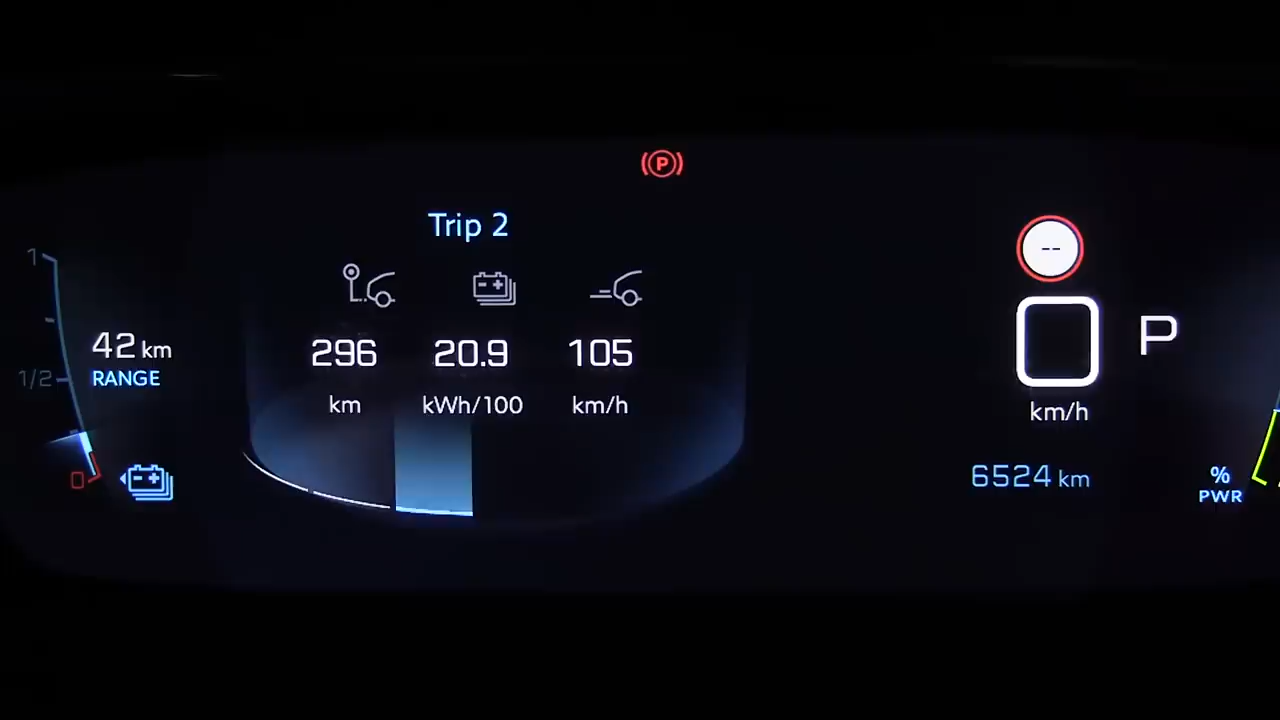 P
Trip 2
--
1
296 20.9 105
42 km
P
1/2
RANGE
km kWh/100 km/h
km/h
0
6524 km
%
PWR